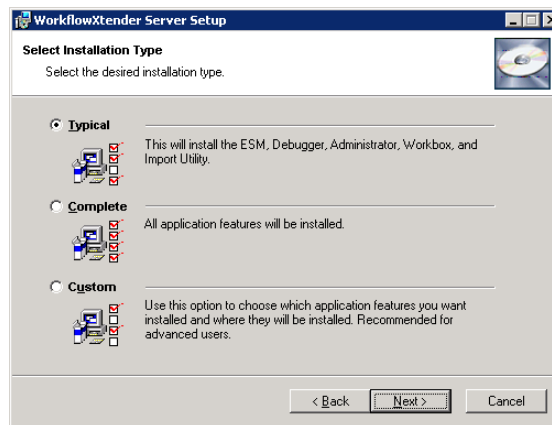 WorkflowXtender Server Setup
Select Installation Type
Select the desired installation type.
Typical
This will install the ESM, Debugger, Administrator, Workbox, and
Import Utility.
Complete
All application features will be installed.
Custom
Use this option to choose which application features you want
installed and where they will be installed. Recommended for
advanced users.
< Back
Next >
Cancel